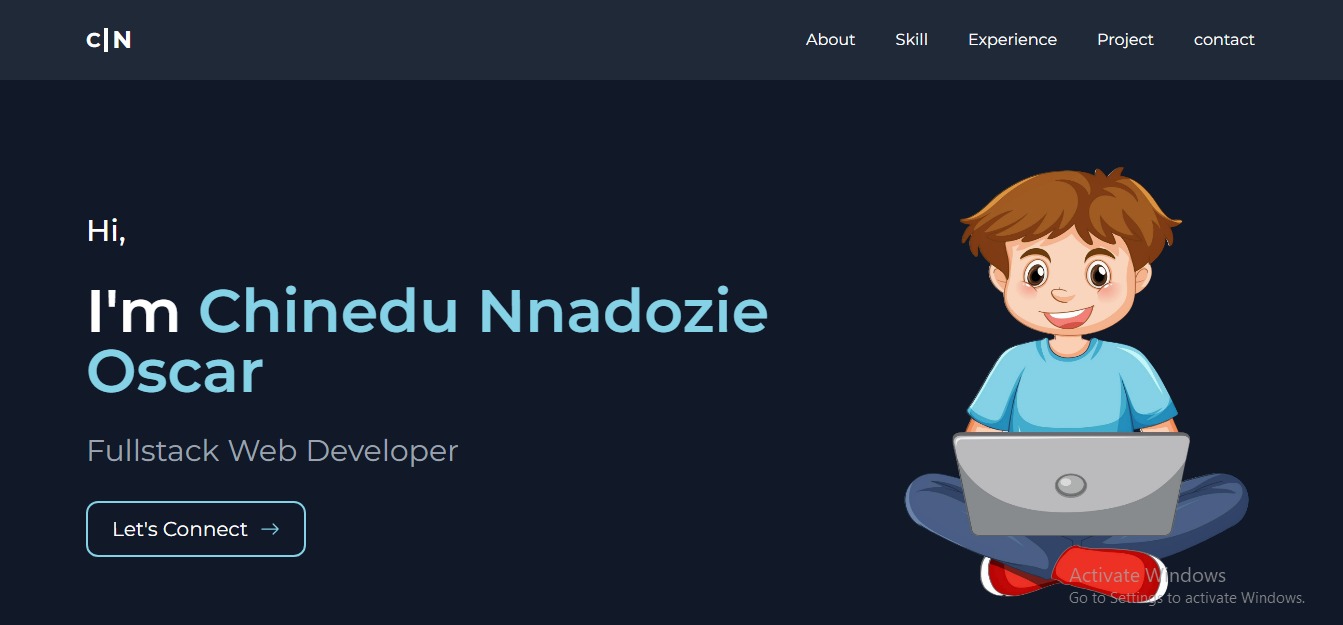 C|N
About Skill Experience Project contact
Hi,
I'm Chinedu Nnadozie
Oscar
Fullstack Web Developer
Let's Connect →
Activate Windows
Go to Settings to activate Windows.